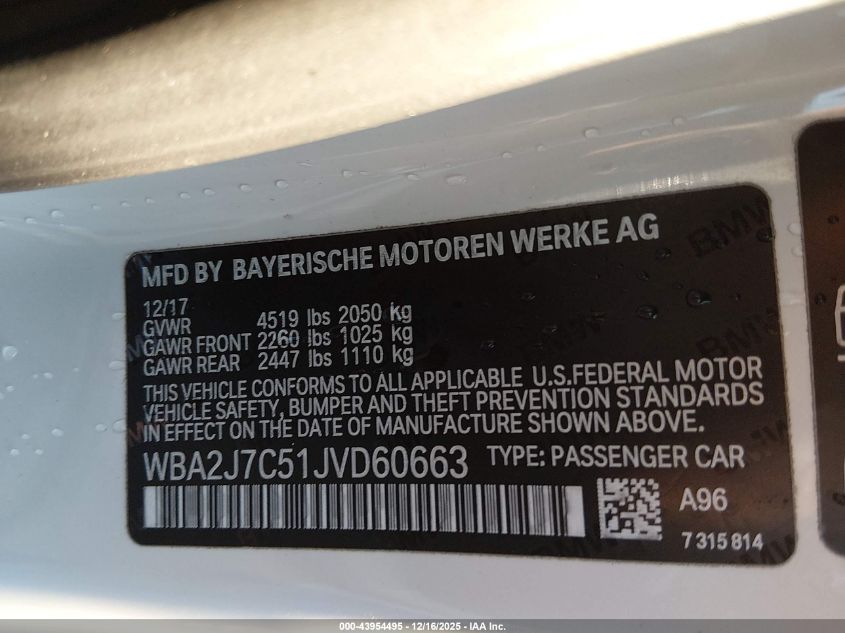 MFD BY BAYERISCHE MOTOREN WERKE AG
12/17
GVWR 4519 lbs 2050 kg
GAWR FRONT 2260 lbs 1025 kg
GAWR REAR 2447 lbs 1110 kg
THIS VEHICLE CONFORMS TO ALL APPLICABLE U.S.FEDERAL MOTOR
VEHICLE SAFETY, BUMPER AND THEFT PREVENTION STANDARDS
IN EFFECT ON THE DATE OF MANUFACTURE SHOWN ABOVE.
WBA2J7C51JVD60663 TYPE: PASSENGER CAR
A96
7 315 814
000-43954495 - 12/16/2025 - IAA Inc.